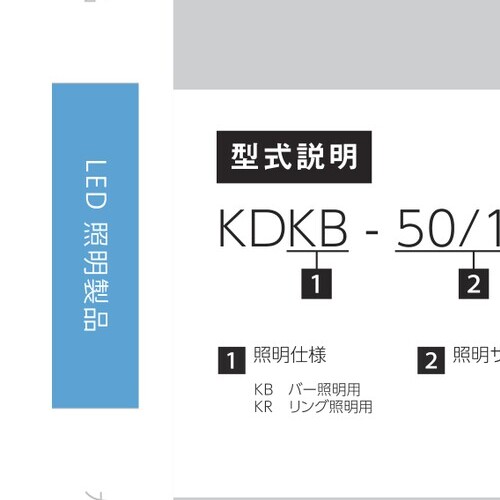 LED 照明製品
型式説明
KDKB - 50/1
1
2
1 照明仕様
2 照明サ
KB バー照明用
KR リング照明用